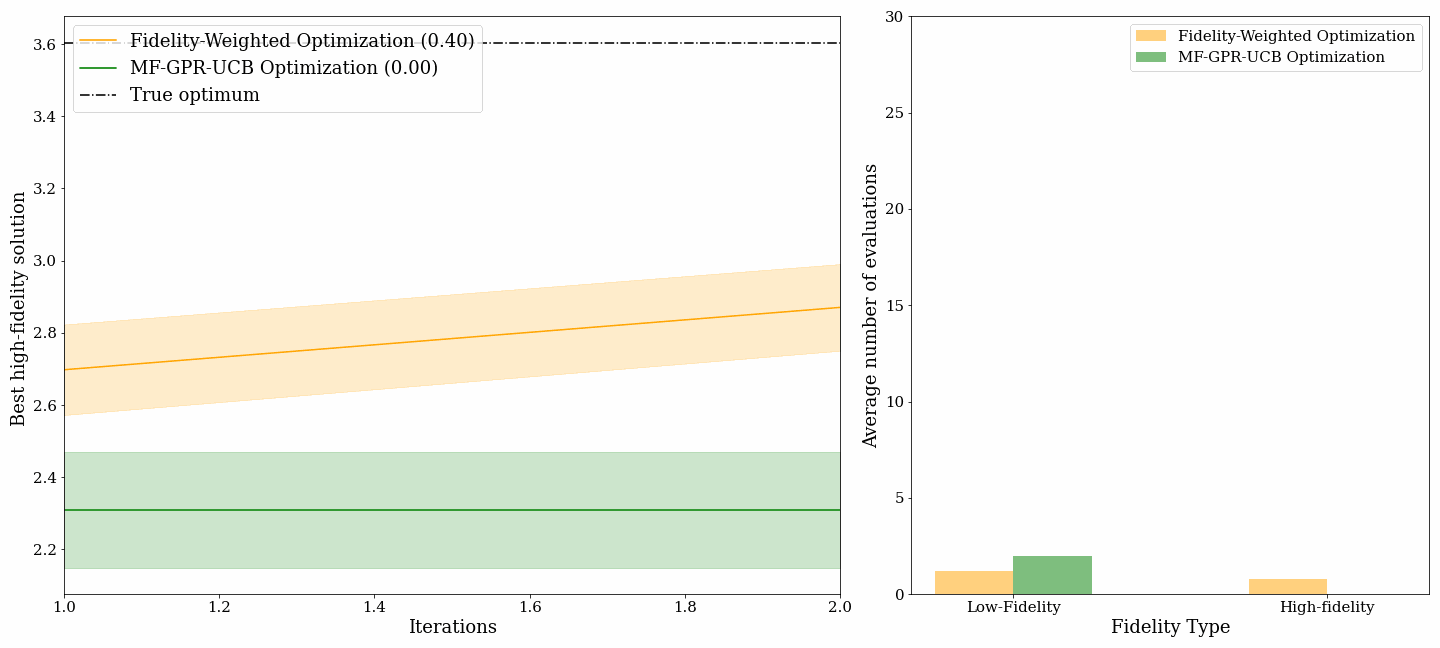 Fidelity-Weighted Optimization (0.40)
MF-GPR-UCB Optimization (0.00)
True optimum
Best high-fidelity solution
3.6
3.4
3.2
3.0
2.8
2.6
2.4
2.2
1.0 1.2 1.4 1.6 1.8 2.0
Iterations
Fidelity-Weighted Optimization
MF-GPR-UCB Optimization
Average number of evaluations
30
25
20
15
10
5
0
Low-Fidelity High-fidelity
Fidelity Type